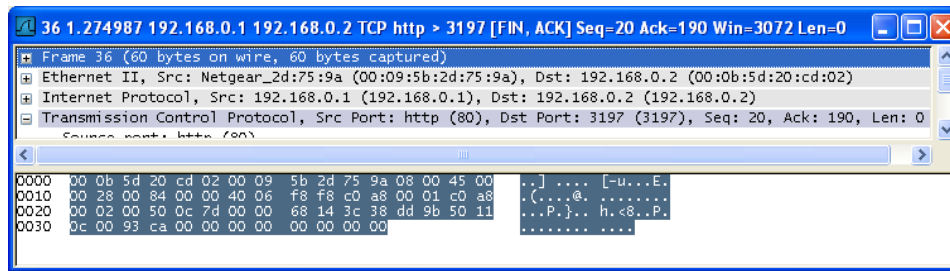 36 1.274987 192.168.0.1 192.168.0.2 TCP http > 3197 [FIN, ACK] Seq=20 Ack=190 Win=3072 Len=0
Frame 36 (60 bytes on wire, 60 bytes captured)
Ethernet II, Src: Netgear_2d:75:9a (00:09:5b:2d:75:9a), Dst: 192.168.0.2 (00:0b:5d:20:cd:02)
Internet Protocol, Src: 192.168.0.1 (192.168.0.1), Dst: 192.168.0.2 (192.168.0.2)
Transmission Control Protocol, Src Port: http (80), Dst Port: 3197 (3197), Seq: 20, Ack: 190, Len: 0
Source port: http (80)
0000 00 0b 5d 20 cd 02 00 09 5b 2d 75 9a 08 00 45 00 ..] .... [-u...E.
0010 00 28 00 84 00 00 40 06 f8 f8 c0 a8 00 01 c0 a8 .(....@. ........
0020 00 02 00 50 0c 7d 00 00 68 14 3c 38 dd 9b 50 11 ...P.}.. h.<8..P.
0030 0c 00 93 ca 00 00 00 00 00 00 00 00 ........ ....